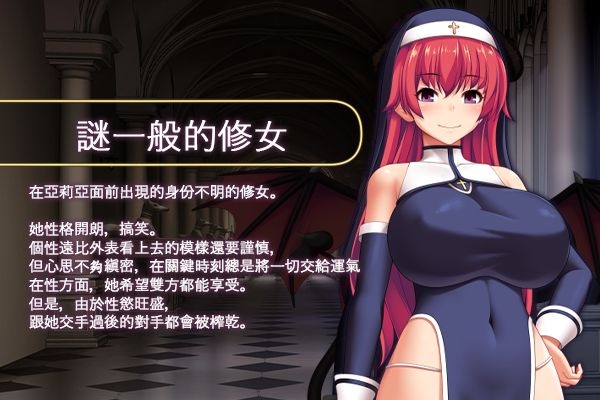 謎一般的修女
在亞莉亞面前出現的身份不明的修女。
她性格開朗，搞笑。
個性遠比外表看上去的模樣還要謹慎，
但心思不夠縝密，在關鍵時刻總是將一切交給運氣
在性方面，她希望雙方都能享受。
但是，由於性慾旺盛，
跟她交手過後的對手都會被榨乾。